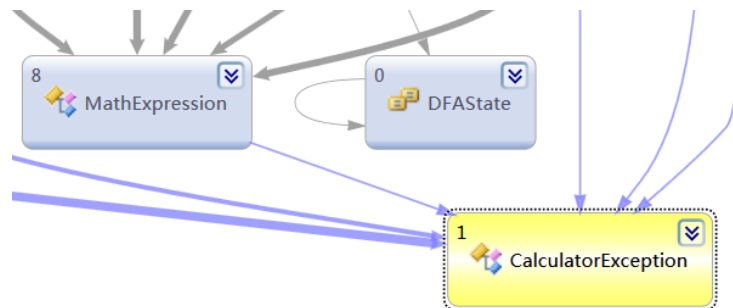 8
MathExpression
0
DFAState
1
CalculatorException